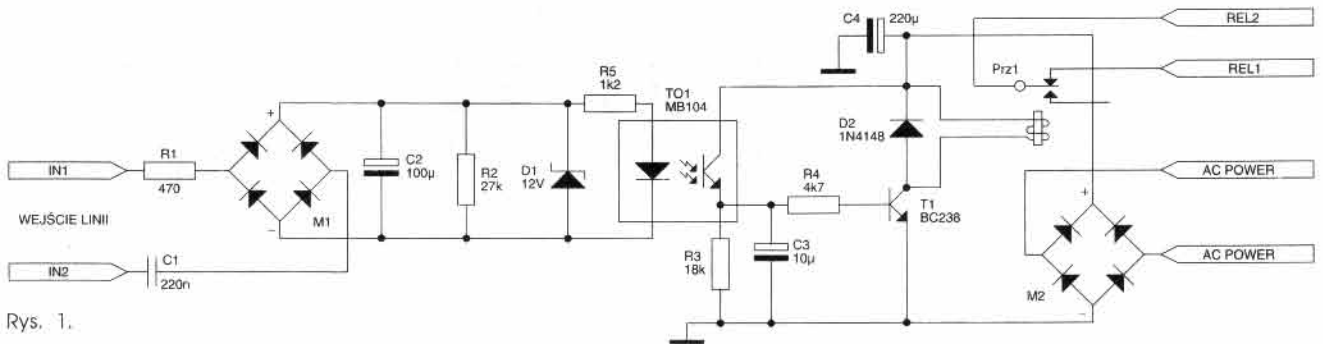 C4
220µ
REL2
Prz1
REL1
R5
1k2
TO1
MB104
D2
1N4148
IN1
R1
470
+
C2
100µ
R2
27k
D1
12V
R4
4k7
AC POWER
WEJŚCIE LINII
M1
-
T1
BC238
+
IN2
C1
220n
R3
18k
C3
10µ
AC POWER
M2
-
Rys. 1.